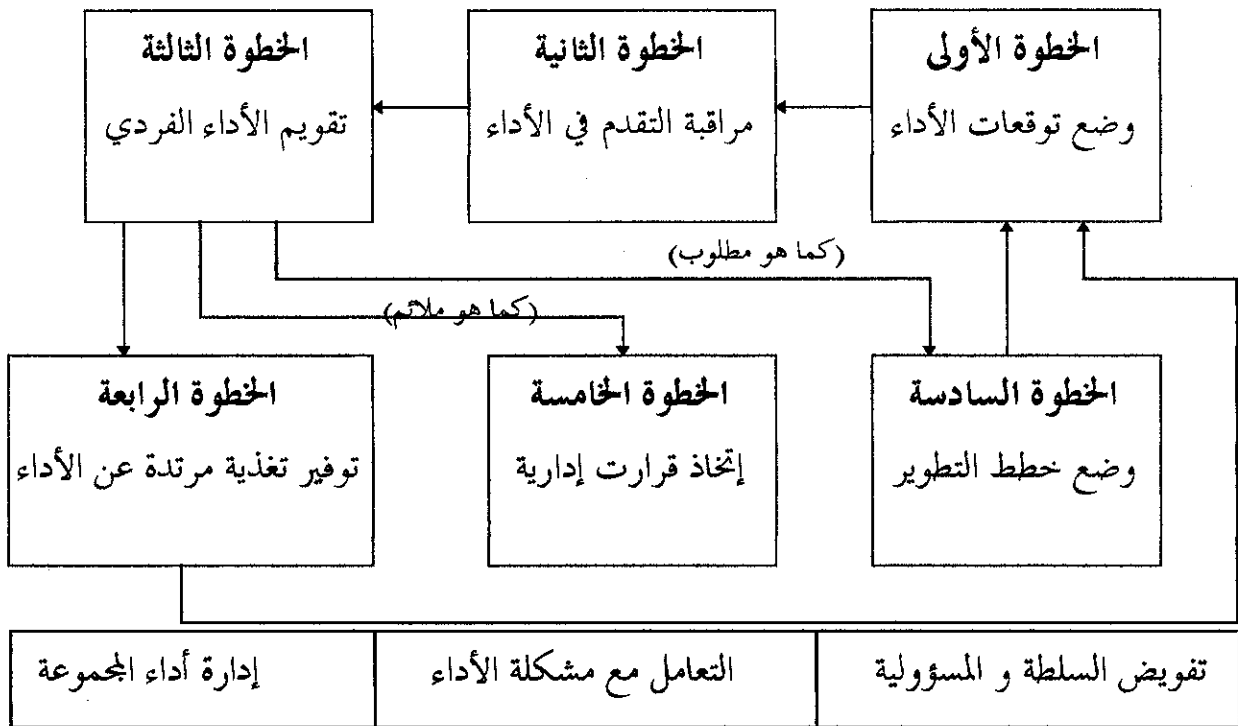 الخطوة الأولى
وضع توقعات الأداء
الخطوة الثانية
مراقبة التقدم في الأداء
الخطوة الثالثة
تقويم الأداء الفردي
(كما هو مطلوب)
(كما هو ملائم)
الخطوة السادسة
وضع خطط التطوير
الخطوة الخامسة
إتخاذ قرارت إدارية
الخطوة الرابعة
توفير تغذية مرتدة عن الأداء
تفويض السلطة و المسؤولية
التعامل مع مشكلة الأداء
إدارة أداء المجموعة